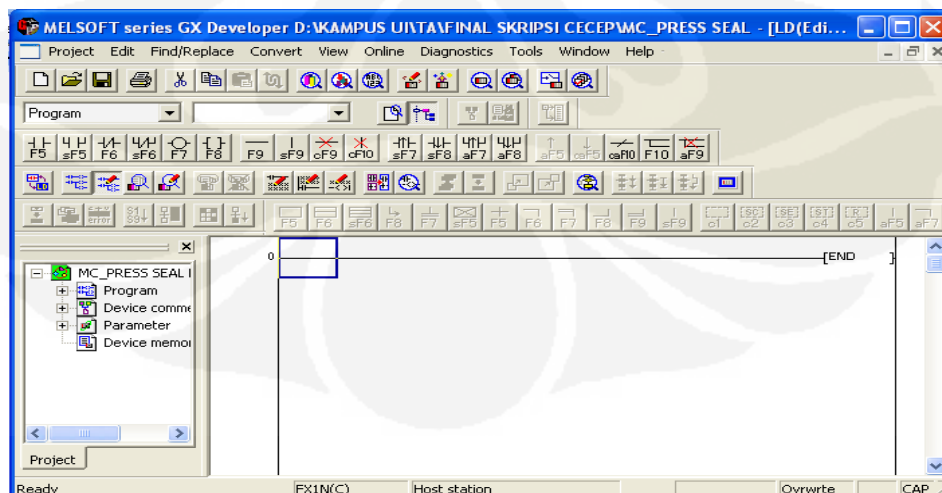 MELSOFT series GX Developer D:\KAMPUS UI\TA\FINAL SKRIPSI CECEP\MC_PRESS SEAL - [LD(Edi...
Project Edit Find/Replace Convert View Online Diagnostics Tools Window Help
Program
F5 sF5 F6 sF6 F7 F8 F9 sF9 cF9 cF10 sF7 sF8 aF7 aF8 aF5 caF5 caF10 F10 aF9
error
F5 F6 sF6 F8 F7 sF5 F5 F6 F7 F8 F9 sF9 c1 c2 c3 c4 c5 aF5 aF7
0 [END ]
MC_PRESS SEAL
Program
Device comme
Parameter
Device memor
Project
Ready FX1N(C) Host station Ovrwrte CAP